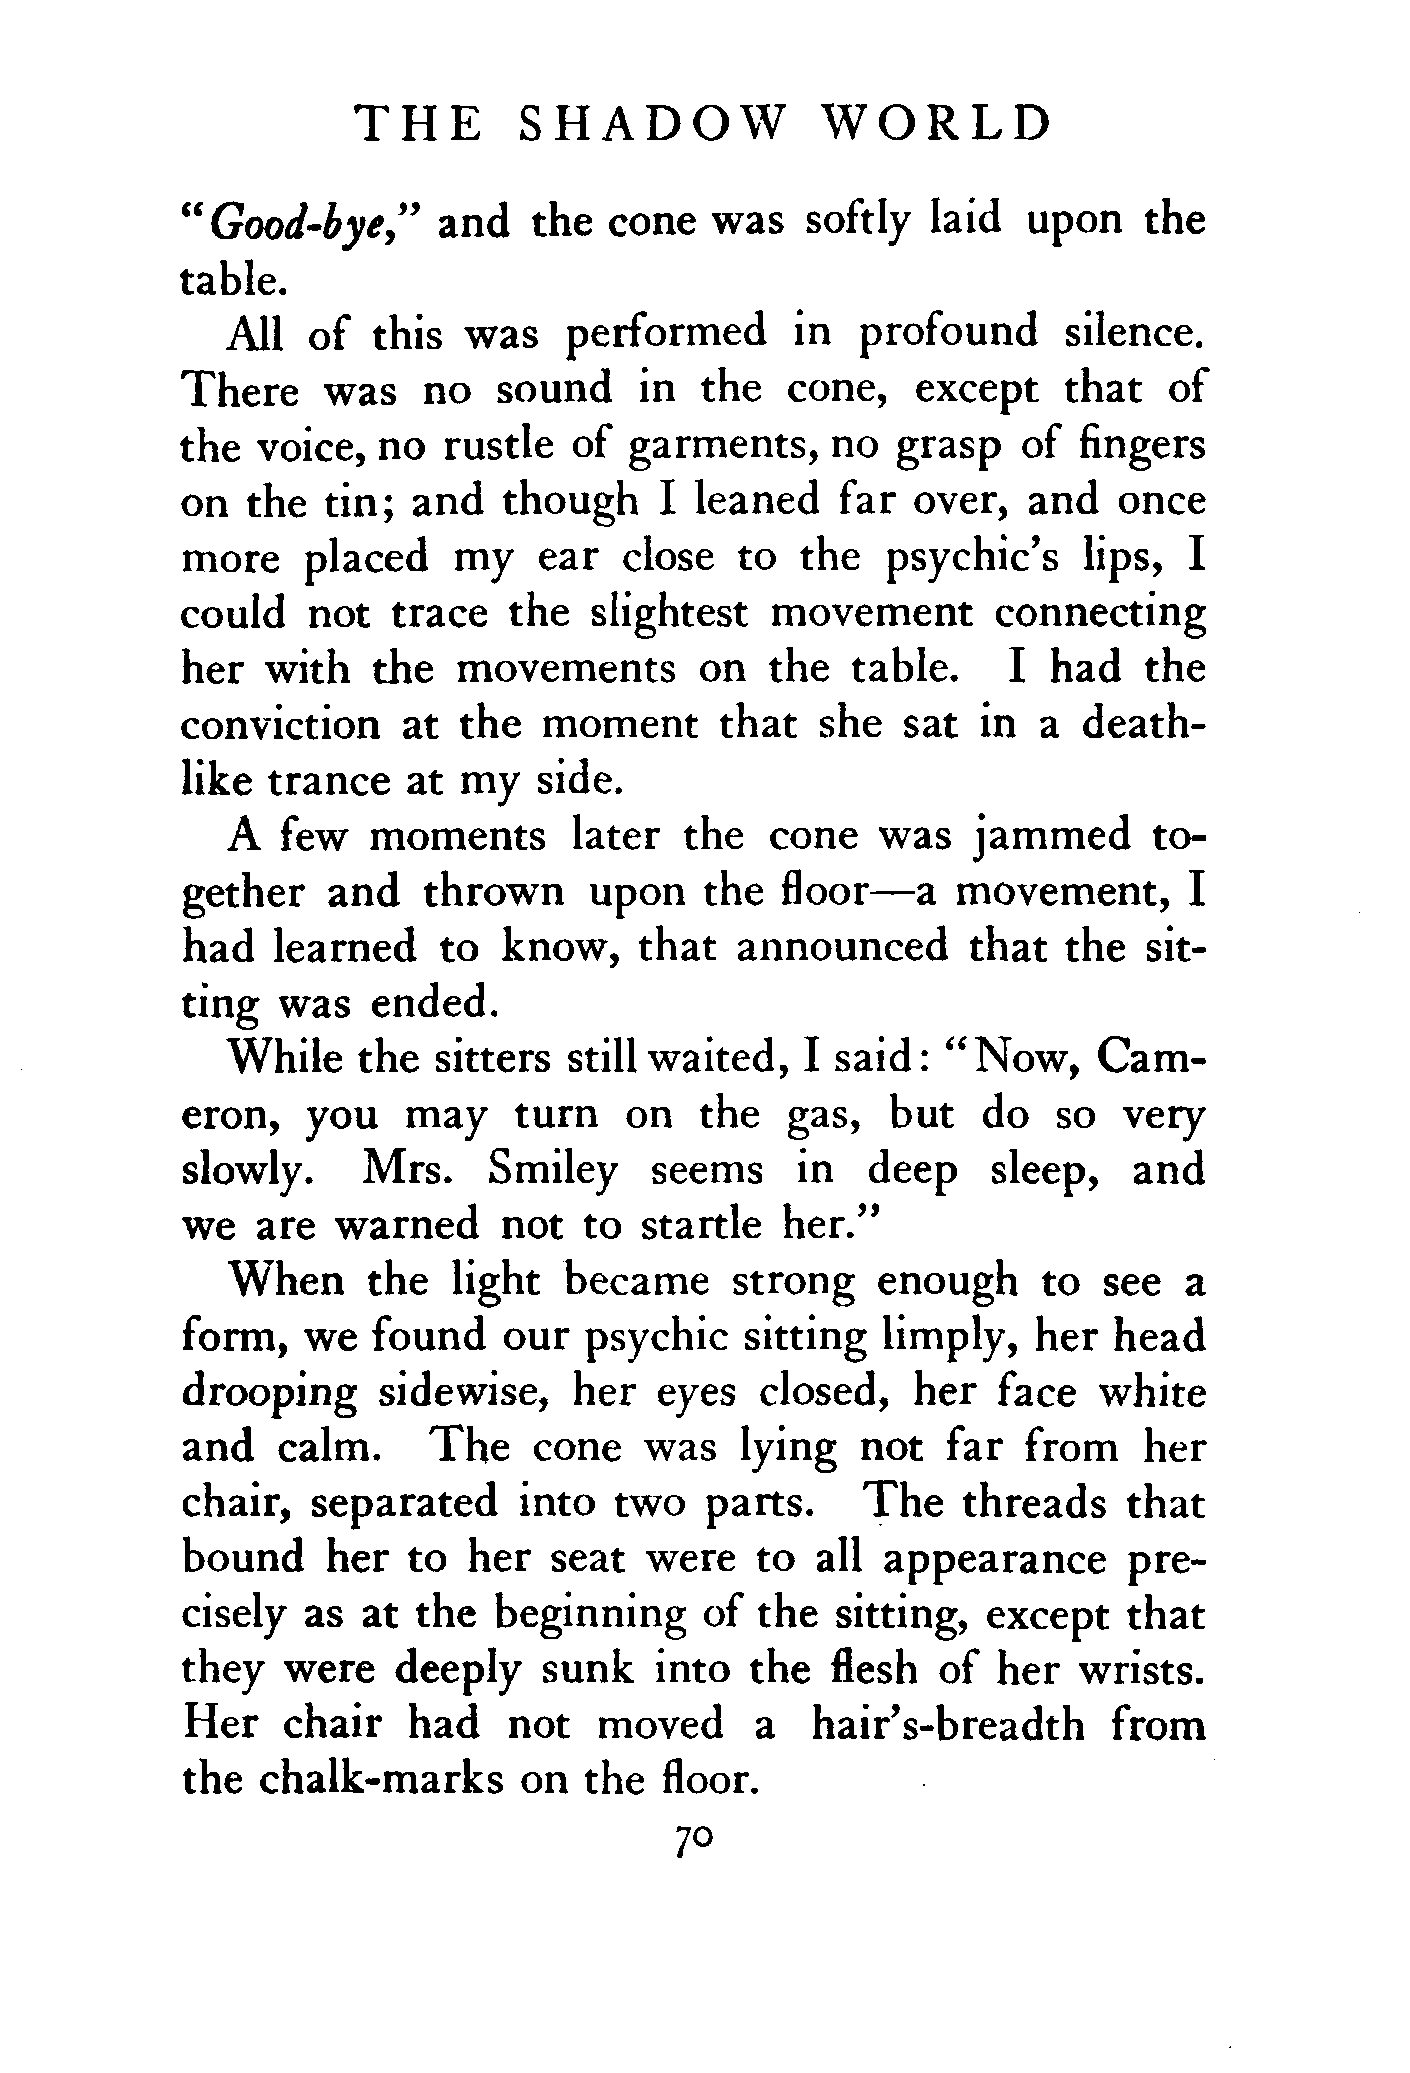 THE SHADOW WORLD
"Good-bye," and the cone was softly laid upon the
table.
All of this was performed in profound silence.
There was no sound in the cone, except that of
the voice, no rustle of garments, no grasp of fingers
on the tin; and though I leaned far over, and once
more placed my ear close to the psychic's lips, I
could not trace the slightest movement connecting
her with the movements on the table. I had the
conviction at the moment that she sat in a death-
like trance at my side.
A few moments later the cone was jammed to-
gether and thrown upon the floor—a movement, I
had learned to know, that announced that the sit-
ting was ended.
While the sitters still waited, I said: "Now, Cam-
eron, you may turn on the gas, but do so very
slowly. Mrs. Smiley seems in deep sleep, and
we are warned not to startle her."
When the light became strong enough to see a
form, we found our psychic sitting limply, her head
drooping sidewise, her eyes closed, her face white
and calm. The cone was lying not far from her
chair, separated into two parts. The threads that
bound her to her seat were to all appearance pre-
cisely as at the beginning of the sitting, except that
they were deeply sunk into the flesh of her wrists.
Her chair had not moved a hair's-breadth from
the chalk-marks on the floor.
70